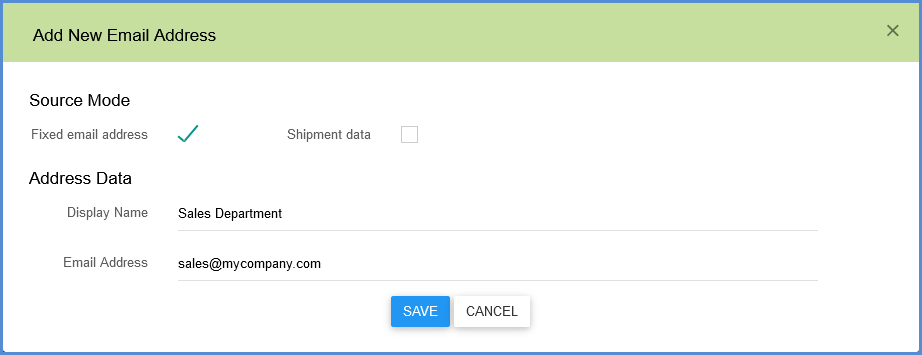 Add New Email Address
Source Mode
Fixed email address Shipment data
Address Data
Display Name Sales Department
Email Address sales@mycompany.com
SAVE CANCEL